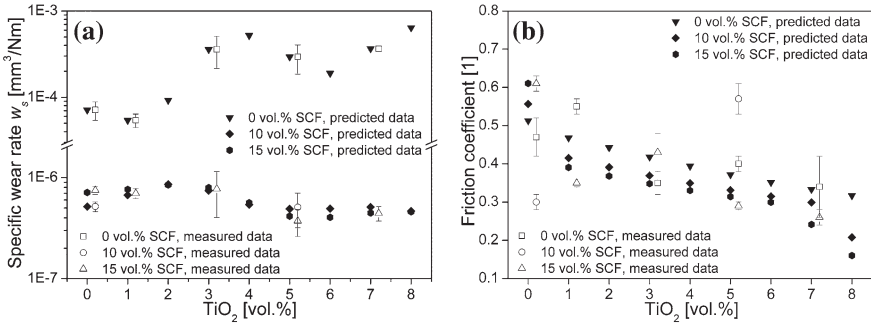 (a)
Specific wear rate wₛ [mm³/Nm]
1E-3
1E-4
1E-6
1E-7
0 vol.% SCF, predicted data
10 vol.% SCF, predicted data
15 vol.% SCF, predicted data
0 vol.% SCF, measured data
10 vol.% SCF, measured data
15 vol.% SCF, measured data
0 1 2 3 4 5 6 7 8
TiO₂ [vol.%]
(b)
Friction coefficient [1]
0.8
0.7
0.6
0.5
0.4
0.3
0.2
0.1
0 vol.% SCF, predicted data
10 vol.% SCF, predicted data
15 vol.% SCF, predicted data
0 vol.% SCF, measured data
10 vol.% SCF, measured data
15 vol.% SCF, measured data
0 1 2 3 4 5 6 7 8
TiO₂ [vol.%]